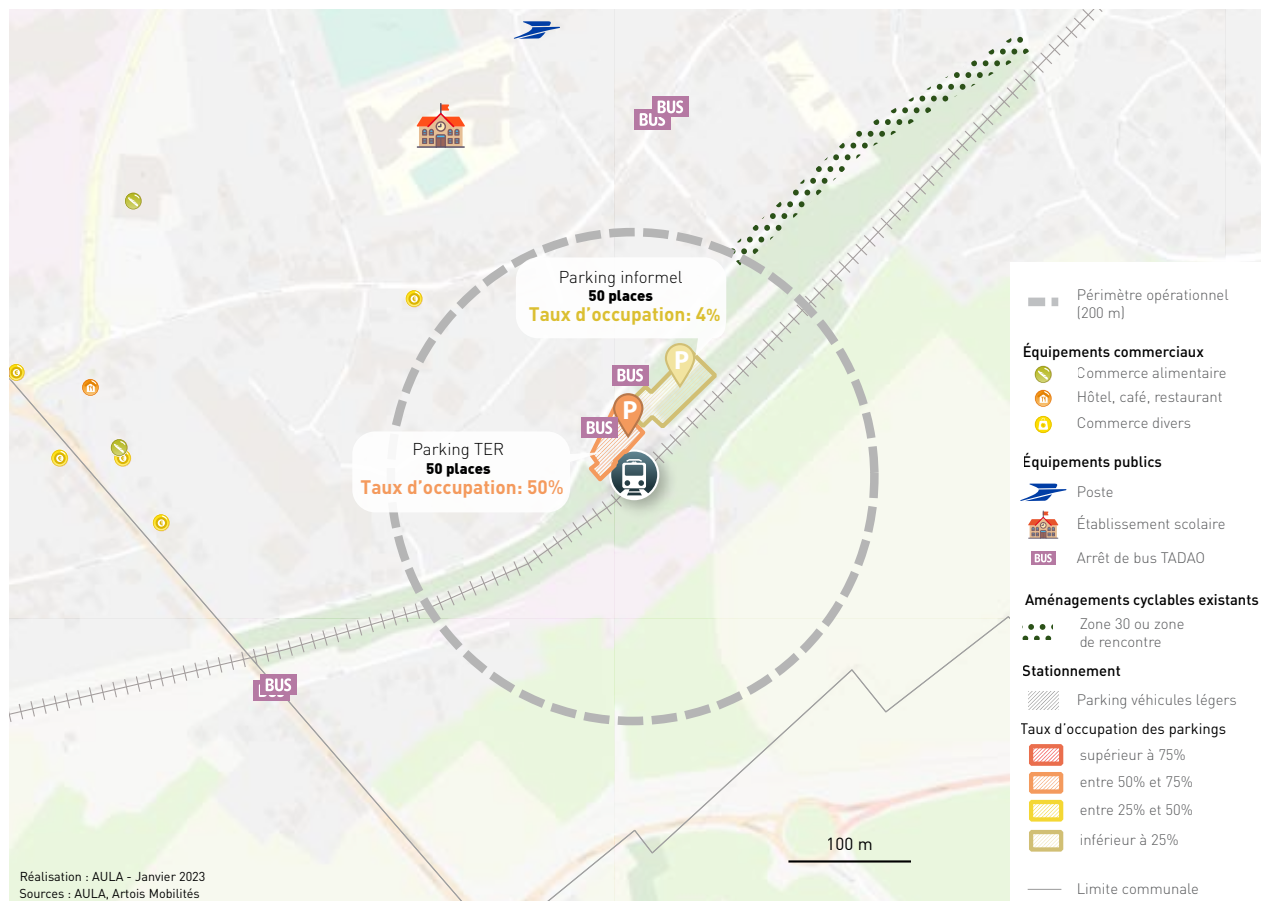 BUS
BUS
Parking informel
50 places
Taux d'occupation: 4%
P
BUS
P
BUS
Parking TER
50 places
Taux d'occupation: 50%
BUS
BUS
100 m
Réalisation : AULA - Janvier 2023
Sources : AULA, Artois Mobilités
Périmètre opérationnel
(200 m)
Équipements commerciaux
Commerce alimentaire
Hôtel, café, restaurant
Commerce divers
Équipements publics
Poste
Établissement scolaire
BUS Arrêt de bus TADAO
Aménagements cyclables existants
Zone 30 ou zone
de rencontre
Stationnement
Parking véhicules légers
Taux d'occupation des parkings
supérieur à 75%
entre 50% et 75%
entre 25% et 50%
inférieur à 25%
Limite communale